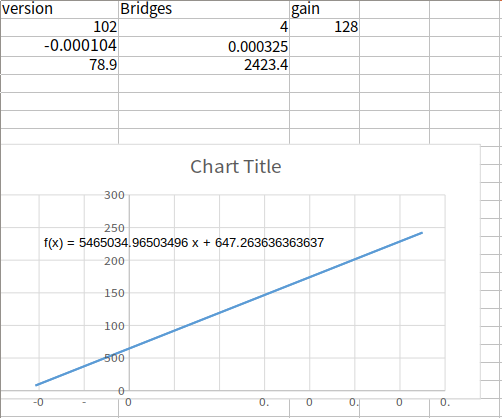 version Bridges gain
102 4 128
-0.000104 0.000325
78.9 2423.4
Chart Title
300
250
f(x) = 5465034.96503496 x + 647.263636363637
200
150
100
500
0
-0 - 0 0. 0 0. 0 0.